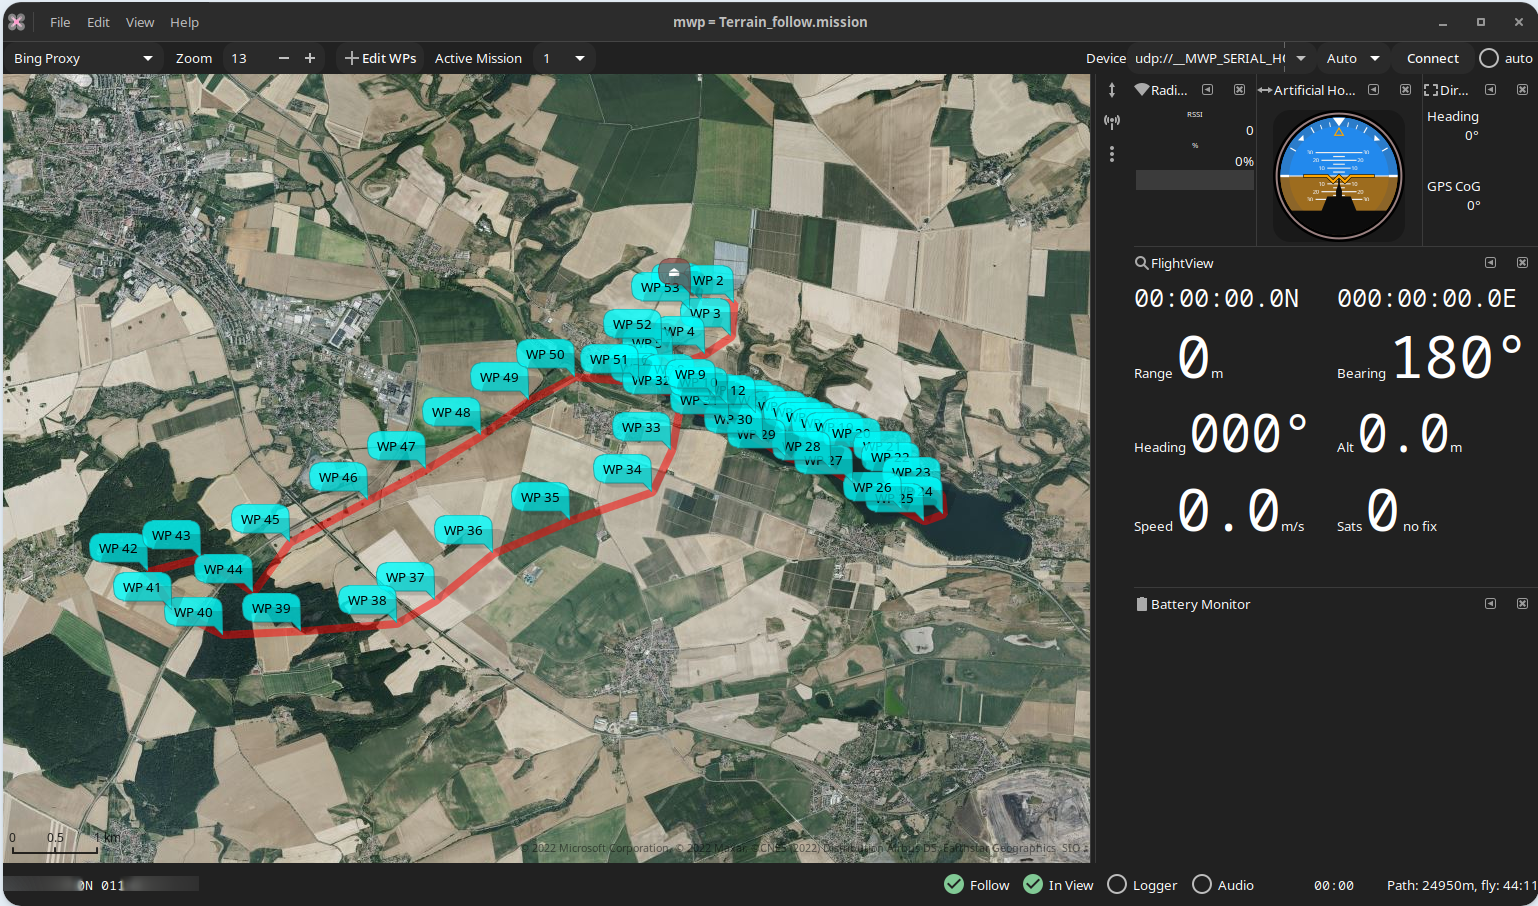 mwp = Terrain_follow.mission
File Edit View Help
Bing Proxy Zoom 13 Edit WPs Active Mission 1 Device udp://__MWP_SERIAL_H Auto Connect auto
Radi... Artificial Ho... Dir...
RSSI
0
%
0%
Heading
0°
GPS CoG
0°
FlightView
00:00:00.0N 000:00:00.0E
Range 0 m Bearing 180°
Heading 000° Alt 0.0 m
Speed 0.0 m/s Sats 0 no fix
Battery Monitor
WP 53 WP 2
WP 3
WP 52 WP 4
WP 50 WP 51
WP 49 WP 32 WP 9
12
WP 48
WP 33 WP 30
WP 29
WP 47 WP 28
WP 27
WP 34 WP 22
WP 46 WP 23
WP 35 WP 26 24
WP 25
WP 45
WP 36
WP 43
WP 42
WP 44
WP 41 WP 37
WP 40 WP 39 WP 38
0 0.5 1 km
© 2022 Microsoft Corporation, © 2022 Maxar, ©CNES (2022) Distribution Airbus DS, Earthstar Geographics SIO
ON 011
Follow In View Logger Audio 00:00 Path: 24950m, fly: 44:11